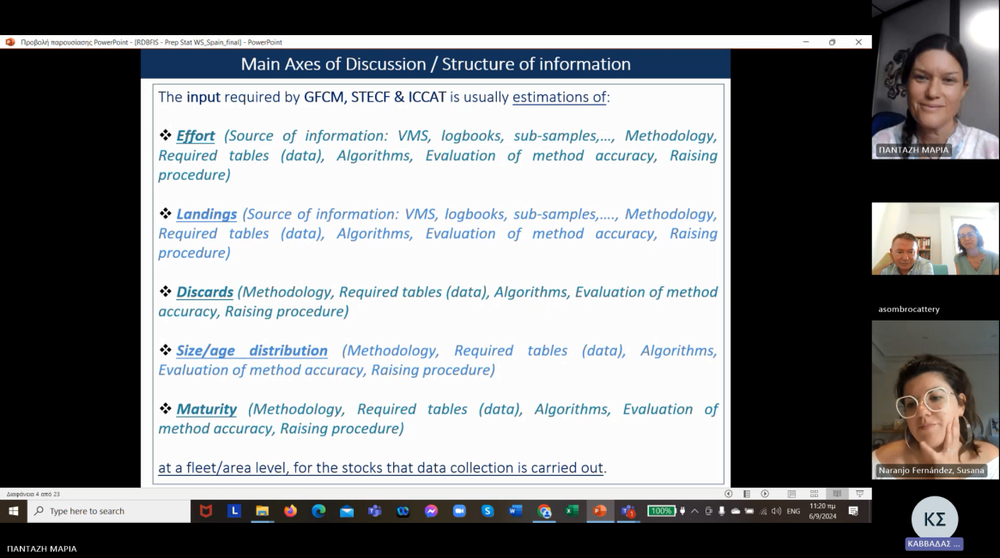 Προβολή παρουσίασης PowerPoint - [RDBFIS - Prep Stat WS_Spain_final] - PowerPoint
Main Axes of Discussion / Structure of information
The input required by GFCM, STECF & ICCAT is usually estimations of:
❖ Effort (Source of information: VMS, logbooks, sub-samples,..., Methodology,
Required tables (data), Algorithms, Evaluation of method accuracy, Raising
procedure)
❖ Landings (Source of information: VMS, logbooks, sub-samples,...., Methodology,
Required tables (data), Algorithms, Evaluation of method accuracy, Raising
procedure)
❖ Discards (Methodology, Required tables (data), Algorithms, Evaluation of method
accuracy, Raising procedure)
❖ Size/age distribution (Methodology, Required tables (data), Algorithms,
Evaluation of method accuracy, Raising procedure)
❖ Maturity (Methodology, Required tables (data), Algorithms, Evaluation of
method accuracy, Raising procedure)
at a fleet/area level, for the stocks that data collection is carried out.
Διαφάνεια 4 από 23
Type here to search
100%
ENG
11:20 πμ
6/9/2024
ΠΑΝΤΑΖΗ ΜΑΡΙΑ
ΠΑΝΤΑΖΗ ΜΑΡΙΑ
asombrocattery
Naranjo Fernández, Susana
ΚΣ
ΚΑΒΒΑΔΑΣ ...